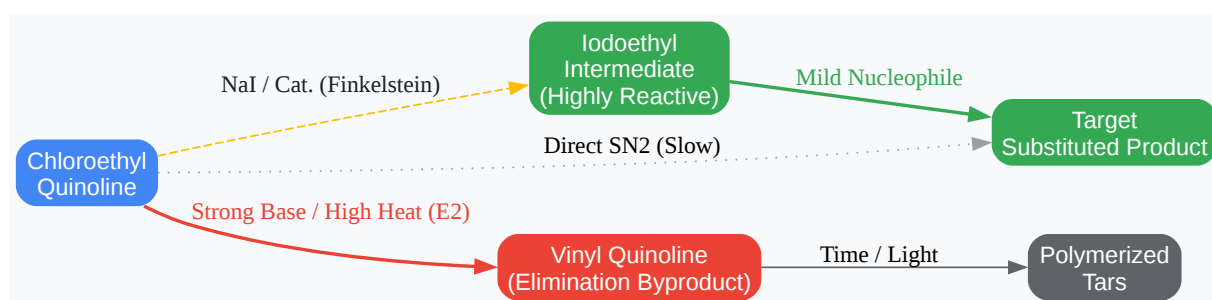 Iodoethyl
Intermediate
(Highly Reactive)
NaI / Cat. (Finkelstein)
Mild Nucleophile
Target
Substituted Product
Direct SN2 (Slow)
Chloroethyl
Quinoline
Strong Base / High Heat (E2)
Vinyl Quinoline
(Elimination Byproduct)
Time / Light
Polymerized
Tars